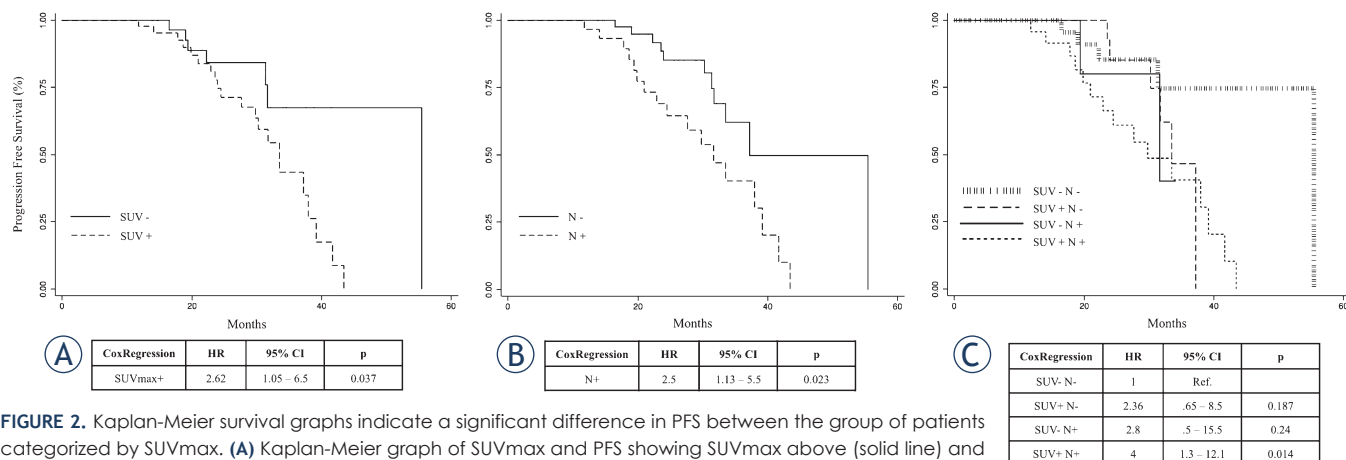 1.00
0.75
0.50
0.25
0.00
Progression Free Survival (%)
SUV -
SUV +
0 20 40 60
Months
A
CoxRegression HR 95% CI p
SUVmax+ 2.62 1.05 – 6.5 0.037
1.00
0.75
0.50
0.25
0.00
N -
N +
0 20 40 60
Months
B
CoxRegression HR 95% CI p
N+ 2.5 1.13 – 5.5 0.023
1.00
0.75
0.50
0.25
0.00
SUV - N -
SUV + N -
SUV - N +
SUV + N +
0 20 40 60
Months
C
CoxRegression HR 95% CI p
SUV- N- 1 Ref.
SUV+ N- 2.36 .65 – 8.5 0.187
SUV- N+ 2.8 .5 – 15.5 0.24
SUV+ N+ 4 1.3 – 12.1 0.014
FIGURE 2. Kaplan-Meier survival graphs indicate a significant difference in PFS between the group of patients
categorized by SUVmax. (A) Kaplan-Meier graph of SUVmax and PFS showing SUVmax above (solid line) and